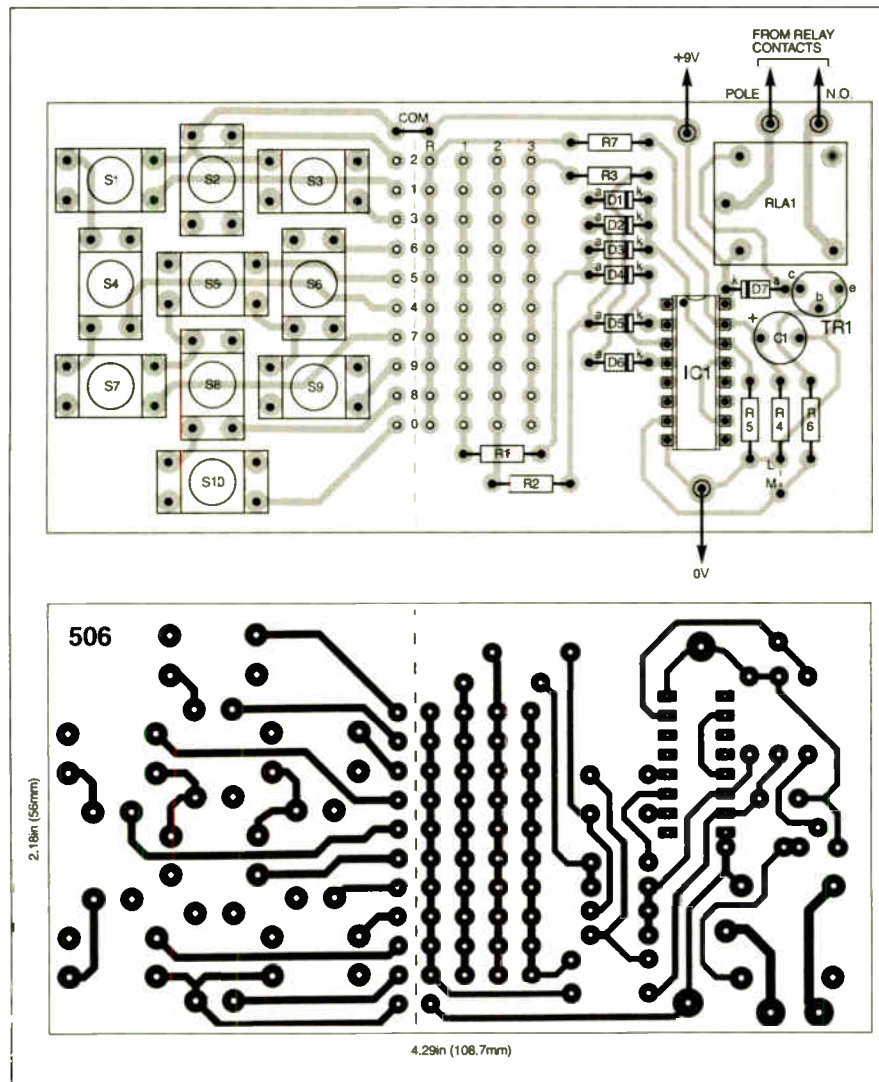 FROM RELAY
CONTACTS
+9V
POLE
N.O.
COM
R 1 2 3
2
1
3
6
5
4
7
9
8
0
S1
S2
S3
S4
S5
S6
S7
S8
S9
S10
R7
R3
a D1 k
D2
D3
a D4 k
a D5 k
a D6 k
R1
R2
IC1
RLA1
k D7 a
c
b
e
TR1
+
C1
R5
R4
R6
L
M
0V
506
2.18in (56mm)
4.29in (108.7mm)